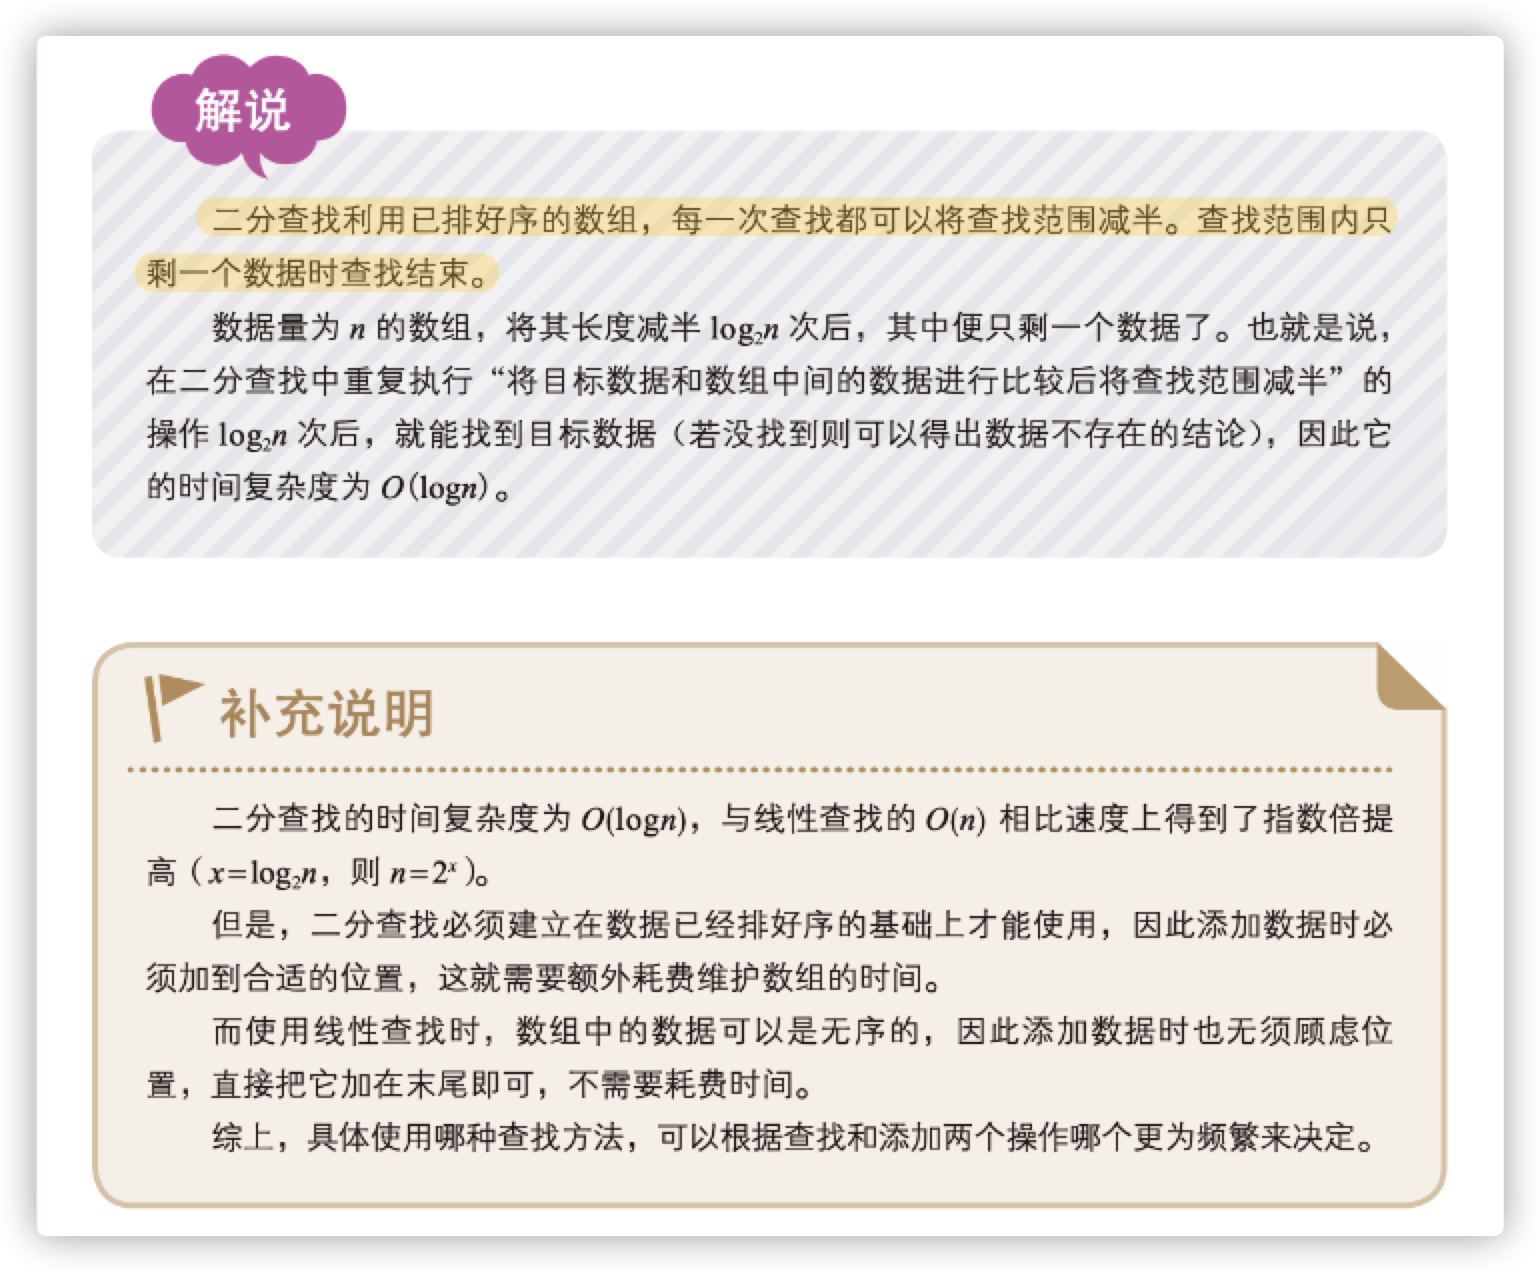 解说
二分查找利用已排好序的数组，每一次查找都可以将查找范围减半。查找范围内只
剩一个数据时查找结束。
数据量为 n 的数组，将其长度减半 log₂n 次后，其中便只剩一个数据了。也就是说，
在二分查找中重复执行“将目标数据和数组中间的数据进行比较后将查找范围减半”的
操作 log₂n 次后，就能找到目标数据（若没找到则可以得出数据不存在的结论），因此它
的时间复杂度为 O(logn)。
补充说明
二分查找的时间复杂度为 O(logn)，与线性查找的 O(n) 相比速度上得到了指数倍提
高（x=log₂n，则 n=2ˣ）。
但是，二分查找必须建立在数据已经排好序的基础上才能使用，因此添加数据时必
须加到合适的位置，这就需要额外耗费维护数组的时间。
而使用线性查找时，数组中的数据可以是无序的，因此添加数据时也无须顾虑位
置，直接把它加在末尾即可，不需要耗费时间。
综上，具体使用哪种查找方法，可以根据查找和添加两个操作哪个更为频繁来决定。